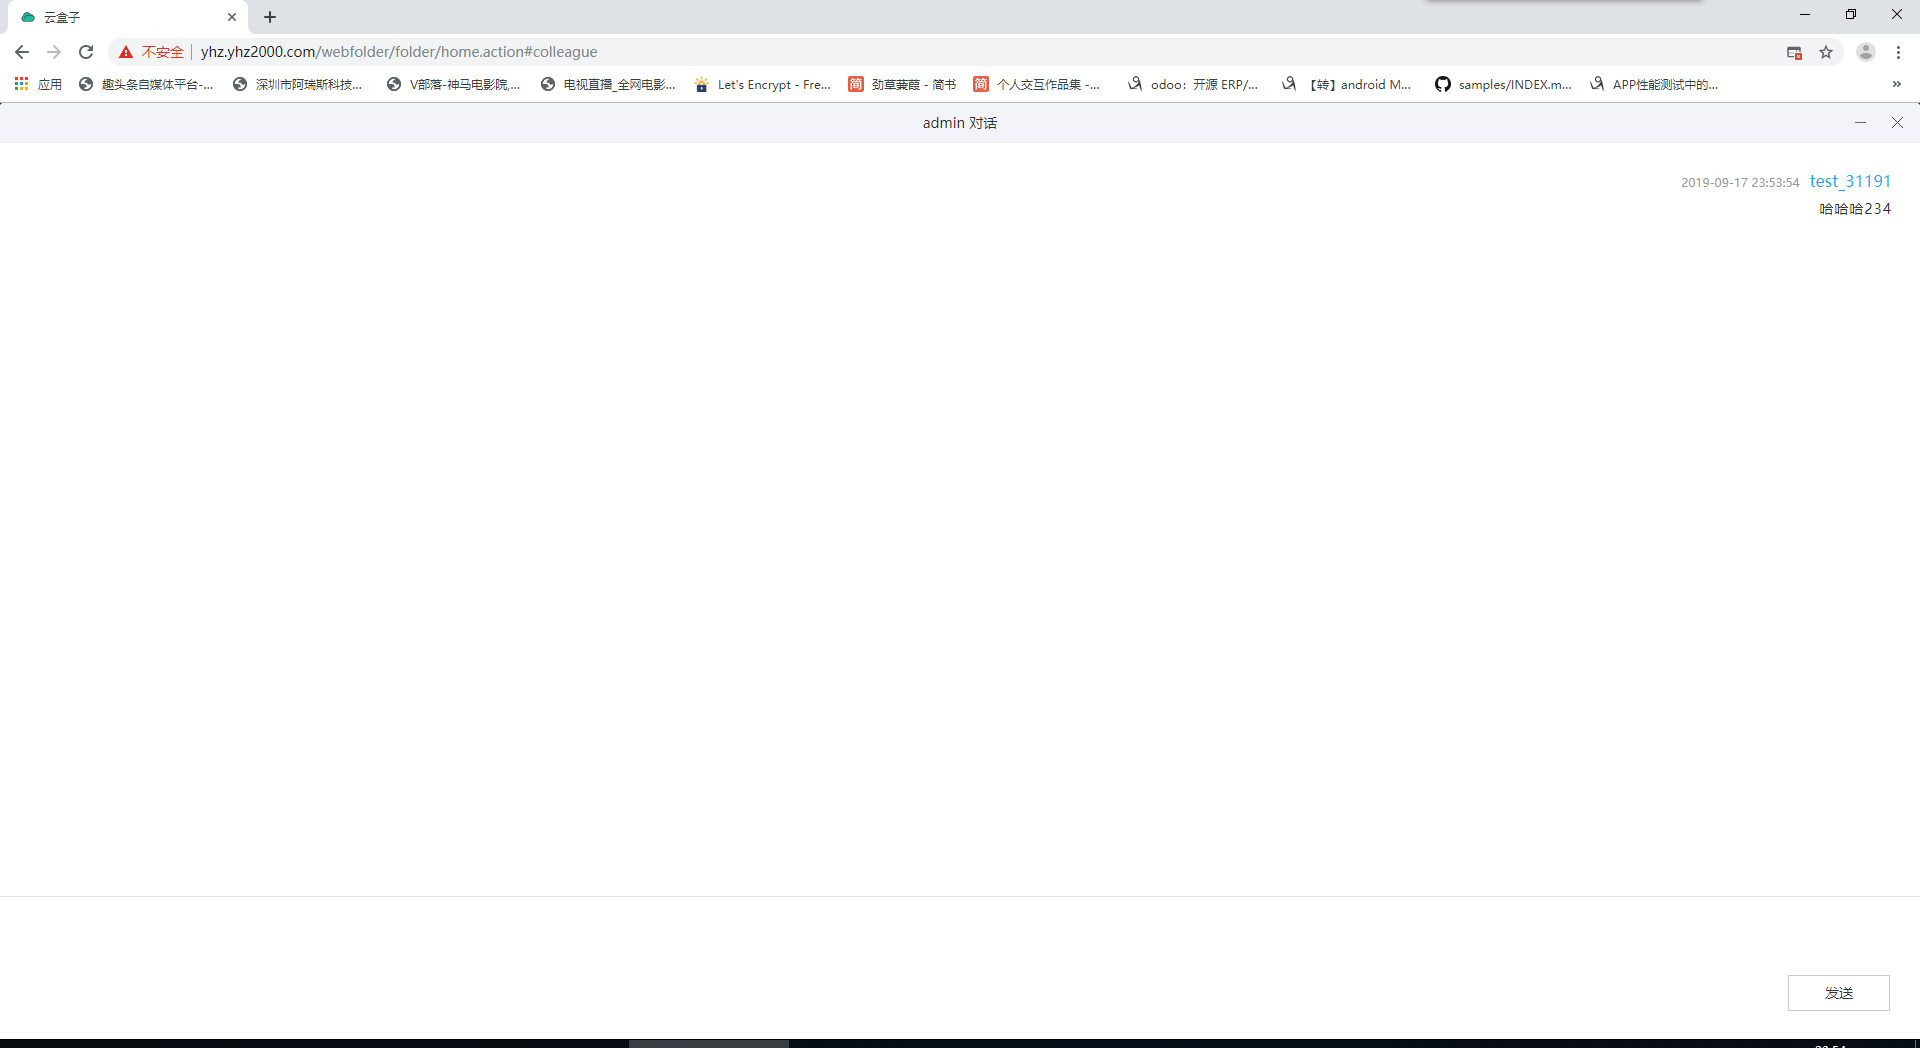 云盒子
不安全 yhz.yhz2000.com/webfolder/folder/home.action#colleague
应用 趣头条自媒体平台-... 深圳市阿瑞斯科技... V部落-神马电影院,... 电视直播_全网电影... Let's Encrypt - Fre... 简 劲草蒹葭 - 简书 简 个人交互作品集 -... odoo：开源 ERP/... 【转】android M... samples/INDEX.m... APP性能测试中的... »
admin 对话
2019-09-17 23:53:54 test_31191
哈哈哈234
发送